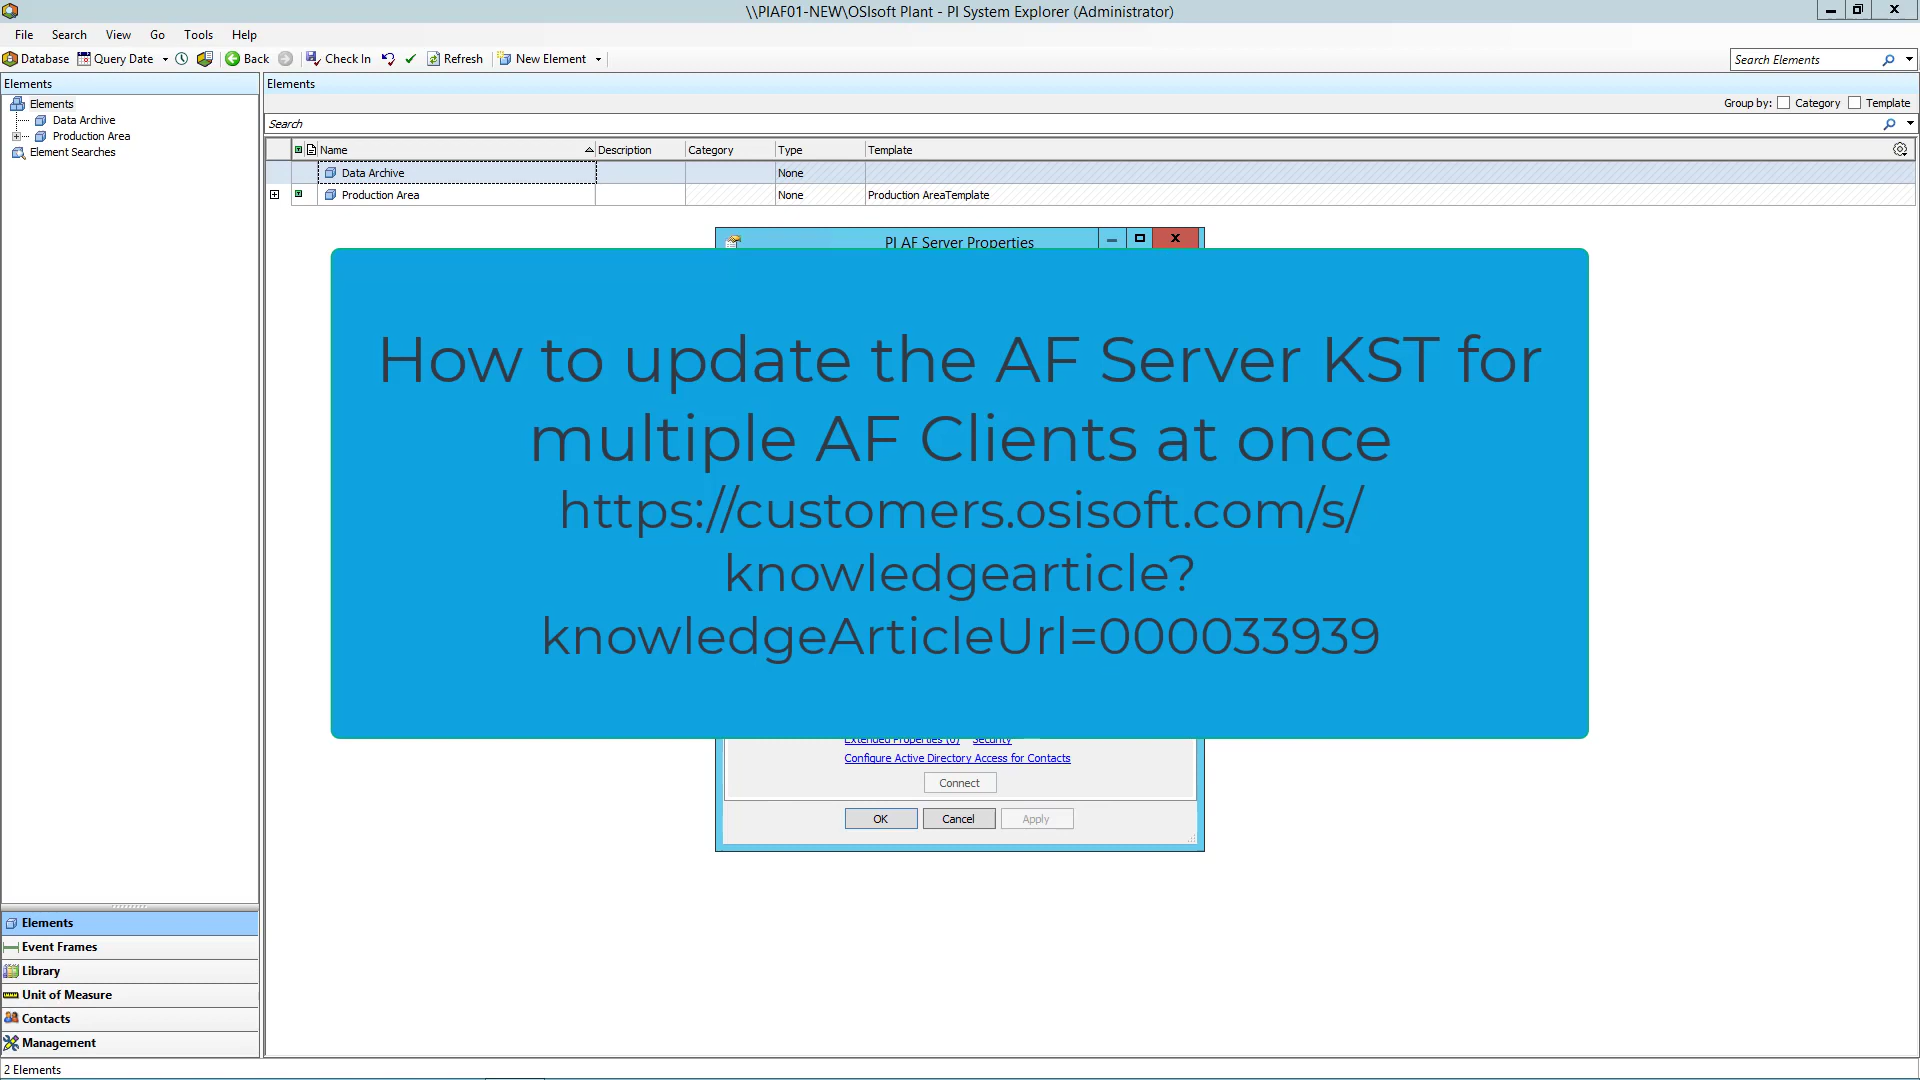 \\PIAF01-NEW\OSIsoft Plant - PI System Explorer (Administrator)
File Search View Go Tools Help
Database Query Date Back Check In Refresh New Element Search Elements
Elements
Elements
Data Archive
Production Area
Element Searches
Elements
Group by: Category Template
Search
Name Description Category Type Template
Data Archive None
Production Area None Production AreaTemplate
PI AF Server Properties
How to update the AF Server KST for
multiple AF Clients at once
https://customers.osisoft.com/s/
knowledgearticle?
knowledgeArticleUrl=000033939
Extended Properties (0) Security
Configure Active Directory Access for Contacts
Connect
OK Cancel Apply
Elements
Event Frames
Library
Unit of Measure
Contacts
Management
2 Elements